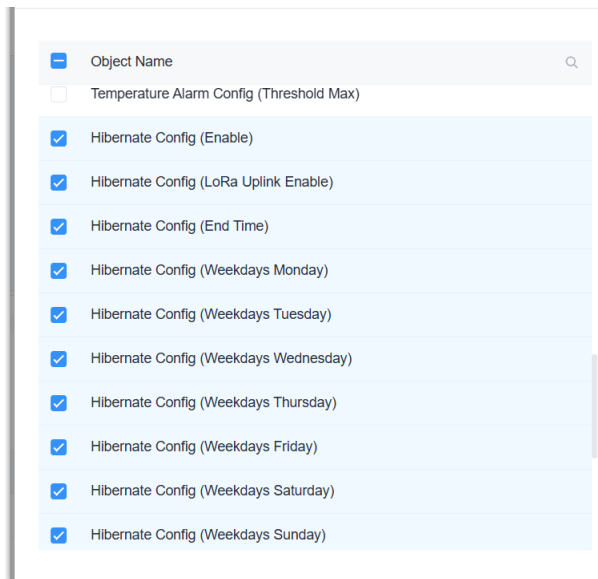 Object Name
Temperature Alarm Config (Threshold Max)
Hibernate Config (Enable)
Hibernate Config (LoRa Uplink Enable)
Hibernate Config (End Time)
Hibernate Config (Weekdays Monday)
Hibernate Config (Weekdays Tuesday)
Hibernate Config (Weekdays Wednesday)
Hibernate Config (Weekdays Thursday)
Hibernate Config (Weekdays Friday)
Hibernate Config (Weekdays Saturday)
Hibernate Config (Weekdays Sunday)